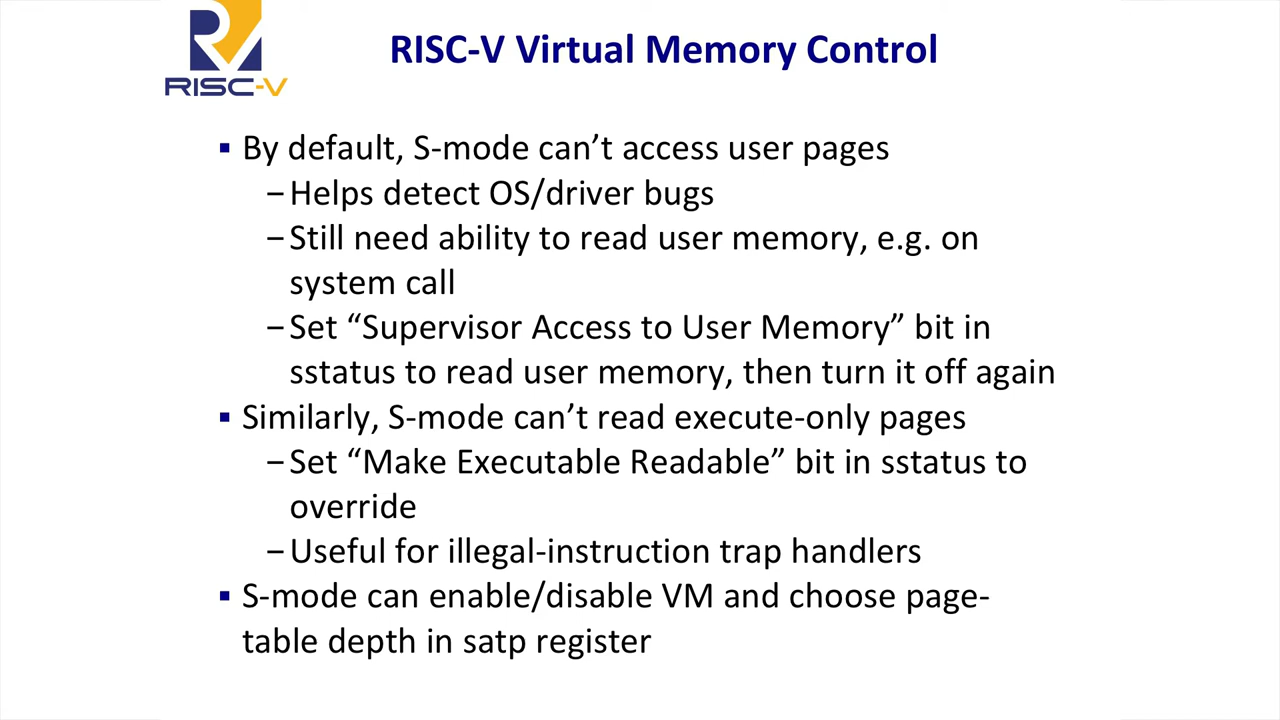 RISC-V
RISC-V Virtual Memory Control
▪ By default, S-mode can’t access user pages
– Helps detect OS/driver bugs
– Still need ability to read user memory, e.g. on
system call
– Set “Supervisor Access to User Memory” bit in
sstatus to read user memory, then turn it off again
▪ Similarly, S-mode can’t read execute-only pages
– Set “Make Executable Readable” bit in sstatus to
override
– Useful for illegal-instruction trap handlers
▪ S-mode can enable/disable VM and choose page-
table depth in satp register